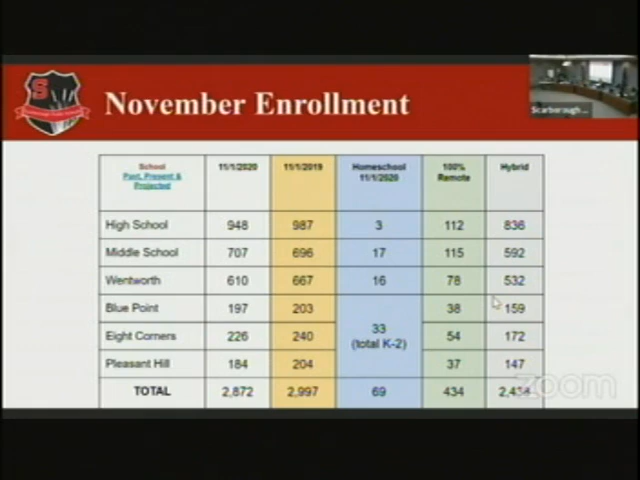 S
November Enrollment
Scarborough ...
School
Past, Present &
Projected
11/1/2020
11/1/2019
Homeschool
11/1/2020
100%
Remote
Hybrid
High School 948 987 3 112 836
Middle School 707 696 17 115 592
Wentworth 610 667 16 78 532
Blue Point 197 203 38 159
33
(total K-2)
Eight Corners 226 240 54 172
Pleasant Hill 184 204 37 147
TOTAL 2,872 2,997 69 434
zoom